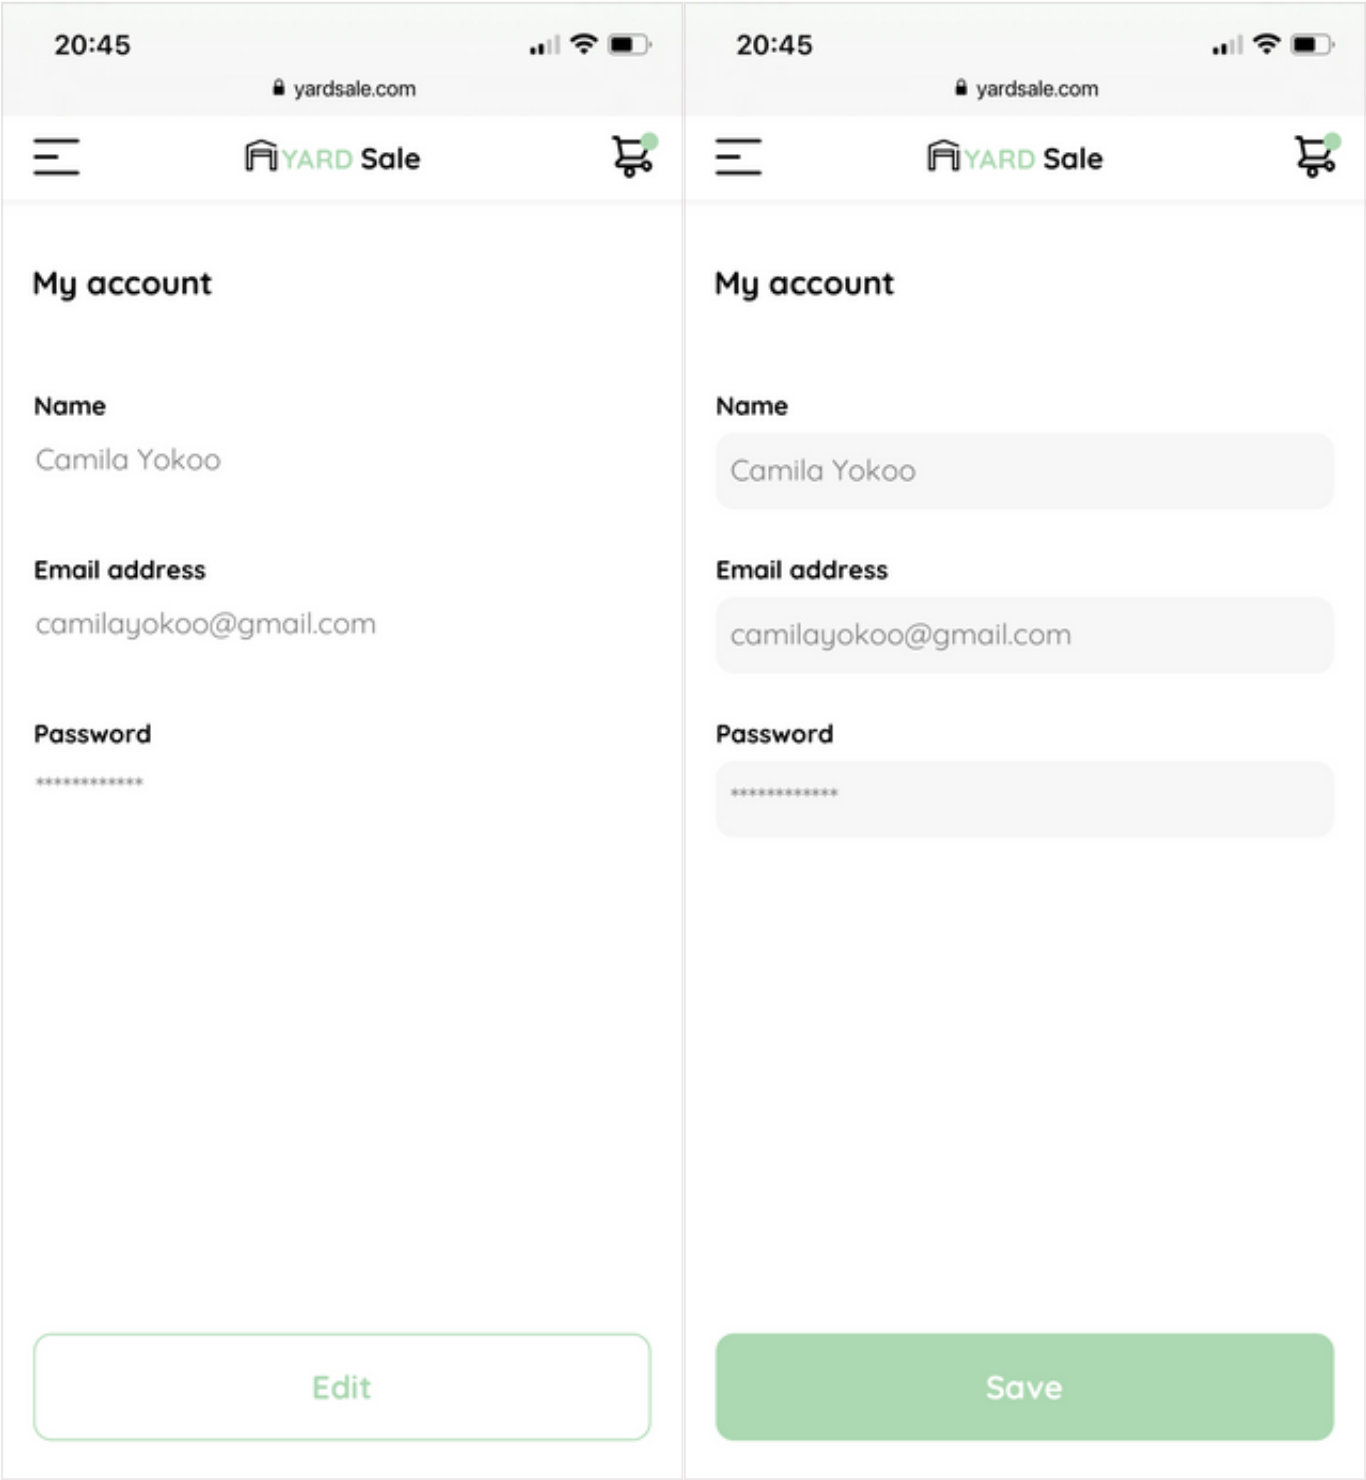 20:45
yardsale.com
YARD Sale
My account
Name
Camila Yokoo
Email address
camilayokoo@gmail.com
Password
************
Edit
20:45
yardsale.com
YARD Sale
My account
Name
Camila Yokoo
Email address
camilayokoo@gmail.com
Password
************
Save